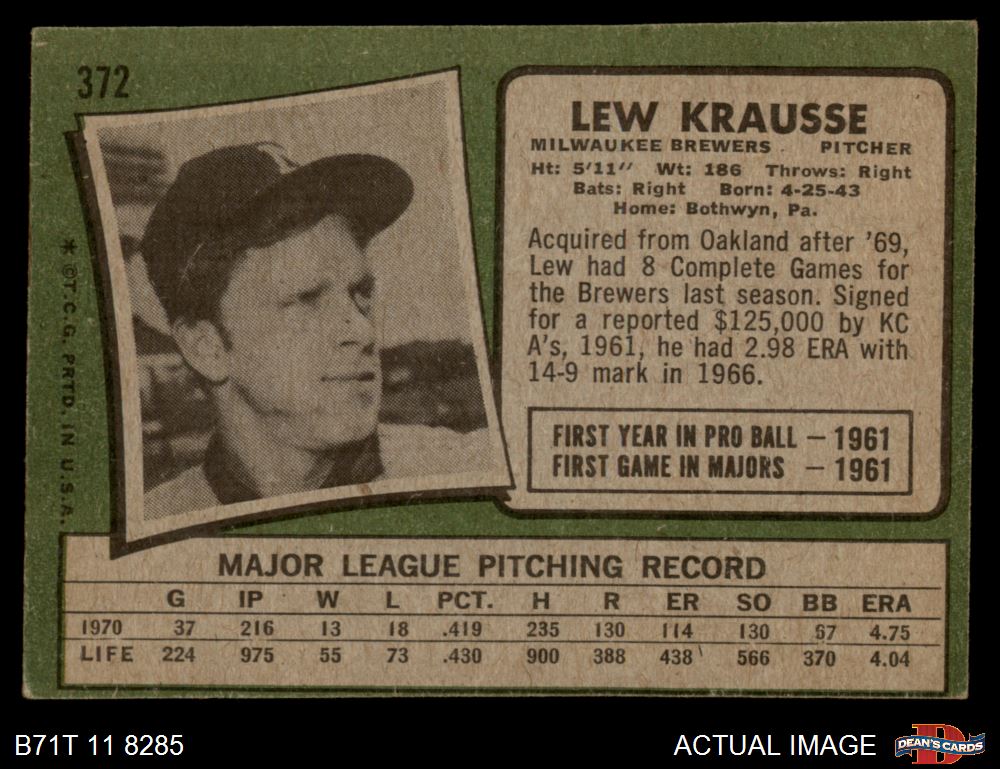 372
LEW KRAUSSE
MILWAUKEE BREWERS. PITCHER
Ht: 5'11" Wt: 186 Throws: Right
Bats: Right Born: 4-25-43
Home: Bothwyn, Pa.
Acquired from Oakland after '69,
Lew had 8 Complete Games for
the Brewers last season. Signed
for a reported $125,000 by KC
A's, 1961, he had 2.98 ERA with
14-9 mark in 1966.
FIRST YEAR IN PRO BALL — 1961
FIRST GAME IN MAJORS — 1961
* ©T.C.G. PRTD. IN U.S.A.
MAJOR LEAGUE PITCHING RECORD
G IP W L PCT. H R ER SO BB ERA
1970 37 216 13 18 .419 235 130 114 130 67 4.75
LIFE 224 975 55 73 .430 900 388 438 566 370 4.04
B71T 11 8285
ACTUAL IMAGE
D
DEAN'S CARDS